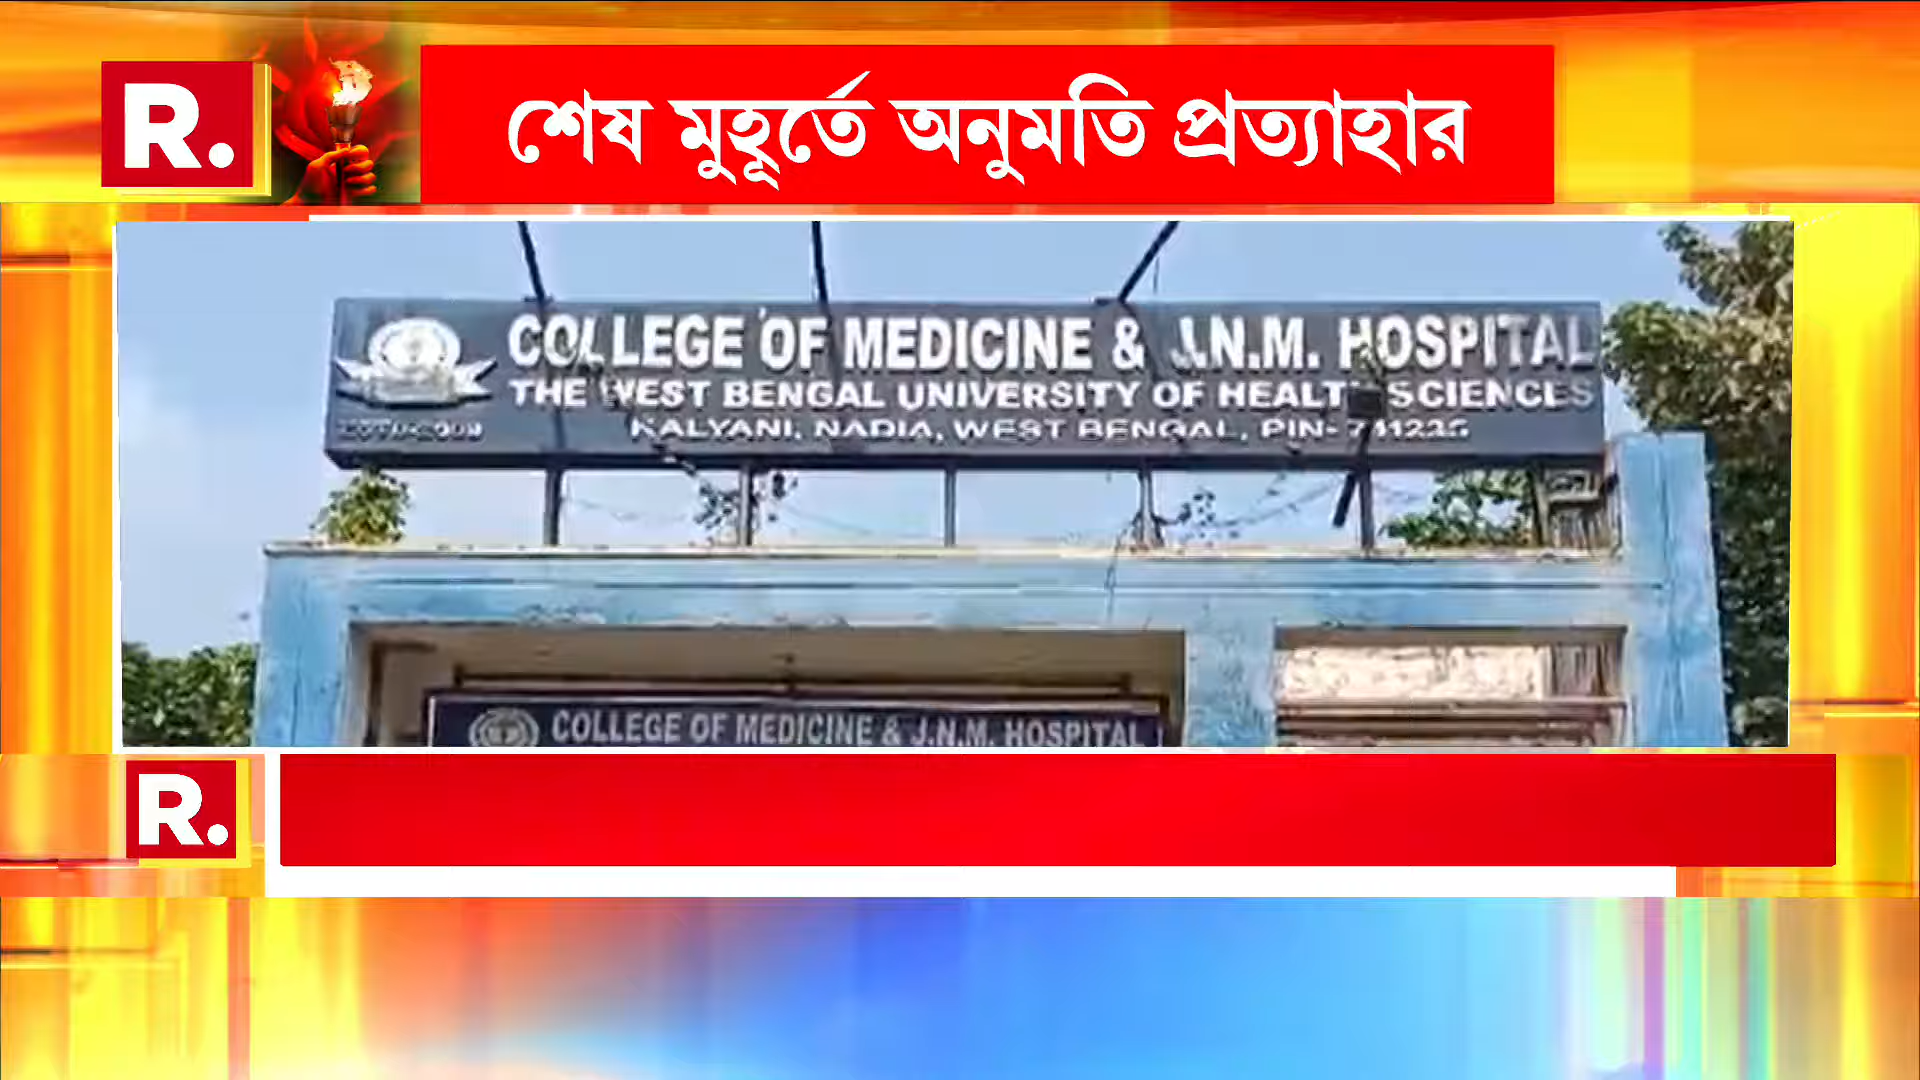 R.
শেষ মুহূর্তে অনুমতি প্রত্যাহার
COLLEGE OF MEDICINE & J.N.M. HOSPITAL
THE WEST BENGAL UNIVERSITY OF HEALTH SCIENCES
KALYANI, NADIA, WEST BENGAL, PIN-
COLLEGE OF MEDICINE & J.N.M. HOSPITAL
R.